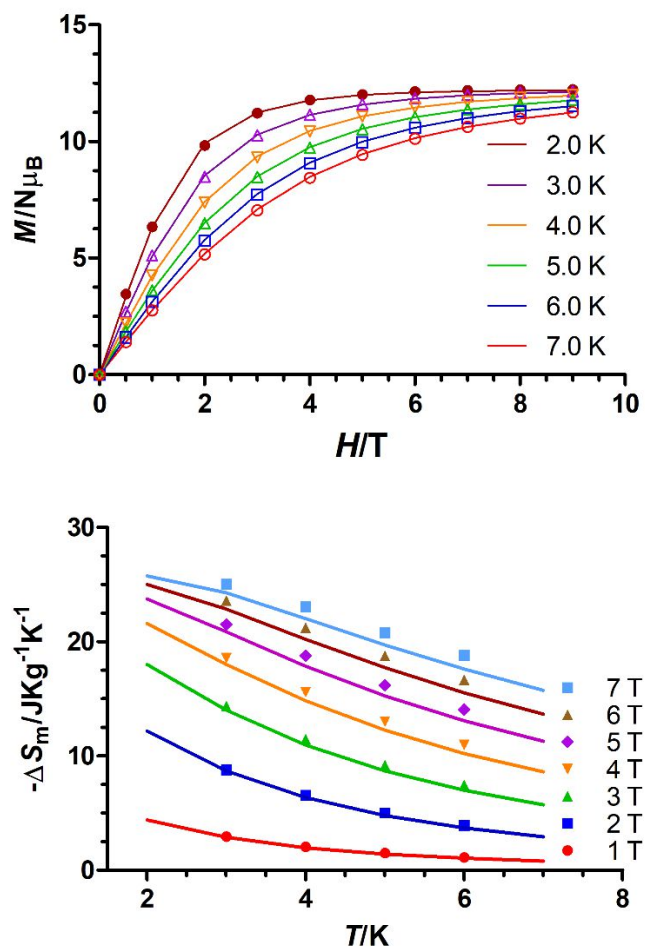 15
10
5
0
M/NμB
2.0 K
3.0 K
4.0 K
5.0 K
6.0 K
7.0 K
0 2 4 6 8 10
H/T
30
20
10
0
-ΔSm/JKg-1K-1
7 T
6 T
5 T
4 T
3 T
2 T
1 T
2 4 6 8
T/K